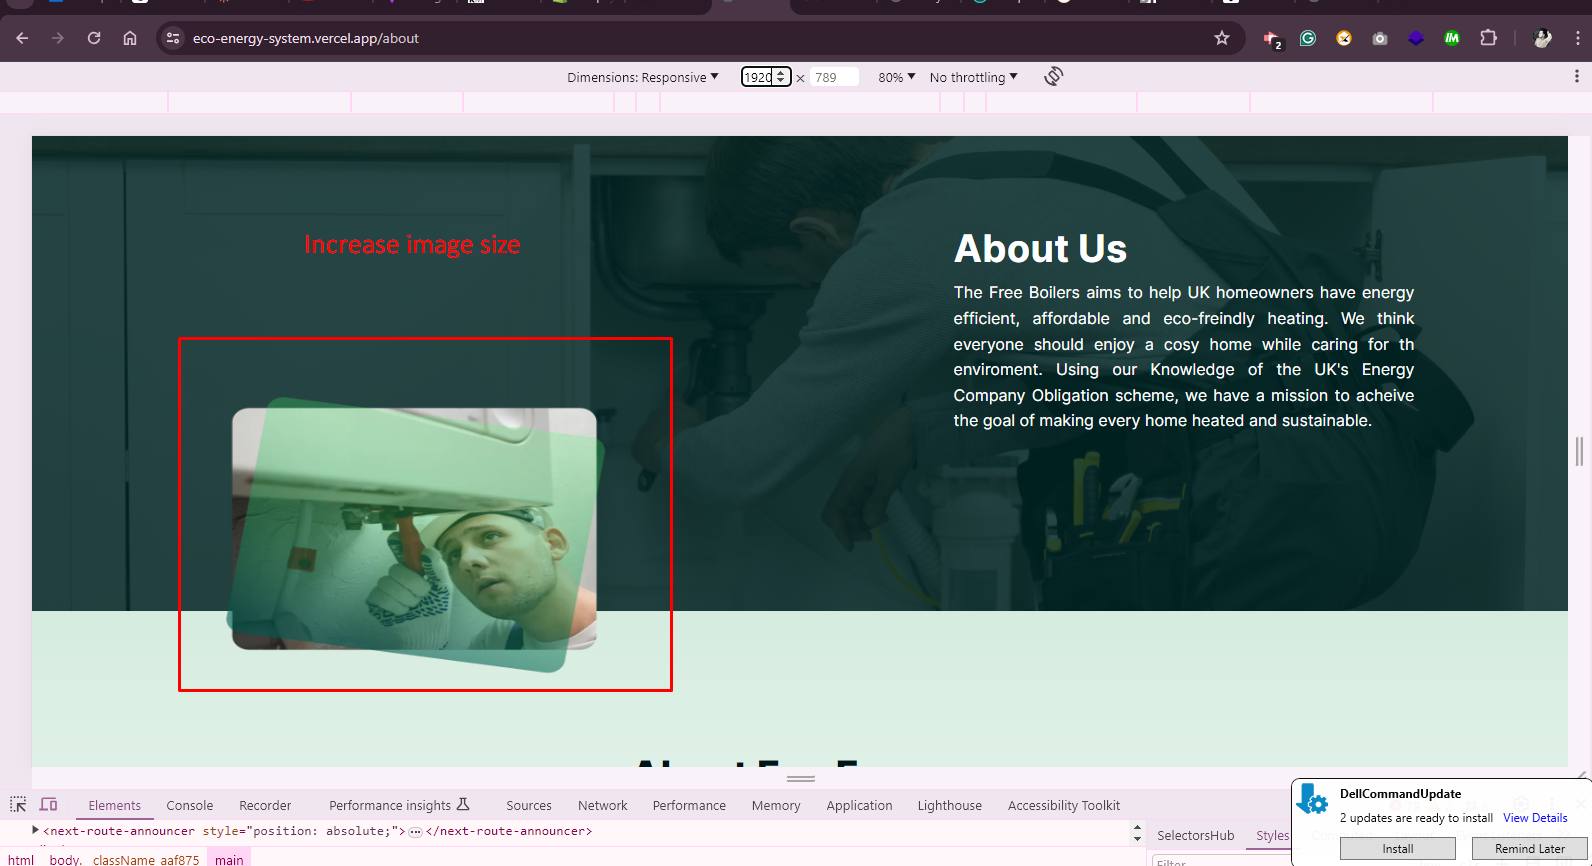 eco-energy-system.vercel.app/about
2
Dimensions: Responsive 1920 × 789 80% No throttling
Increase image size
About Us
The Free Boilers aims to help UK homeowners have energy
efficient, affordable and eco-freindly heating. We think
everyone should enjoy a cosy home while caring for th
enviroment. Using our Knowledge of the UK's Energy
Company Obligation scheme, we have a mission to acheive
the goal of making every home heated and sustainable.
Elements Console Recorder Performance insights Sources Network Performance Memory Application Lighthouse Accessibility Toolkit
<next-route-announcer style="position: absolute;"> </next-route-announcer>
html body. className aaf875 main
SelectorsHub Styles
Filter
DellCommandUpdate
2 updates are ready to install View Details
Install Remind Later